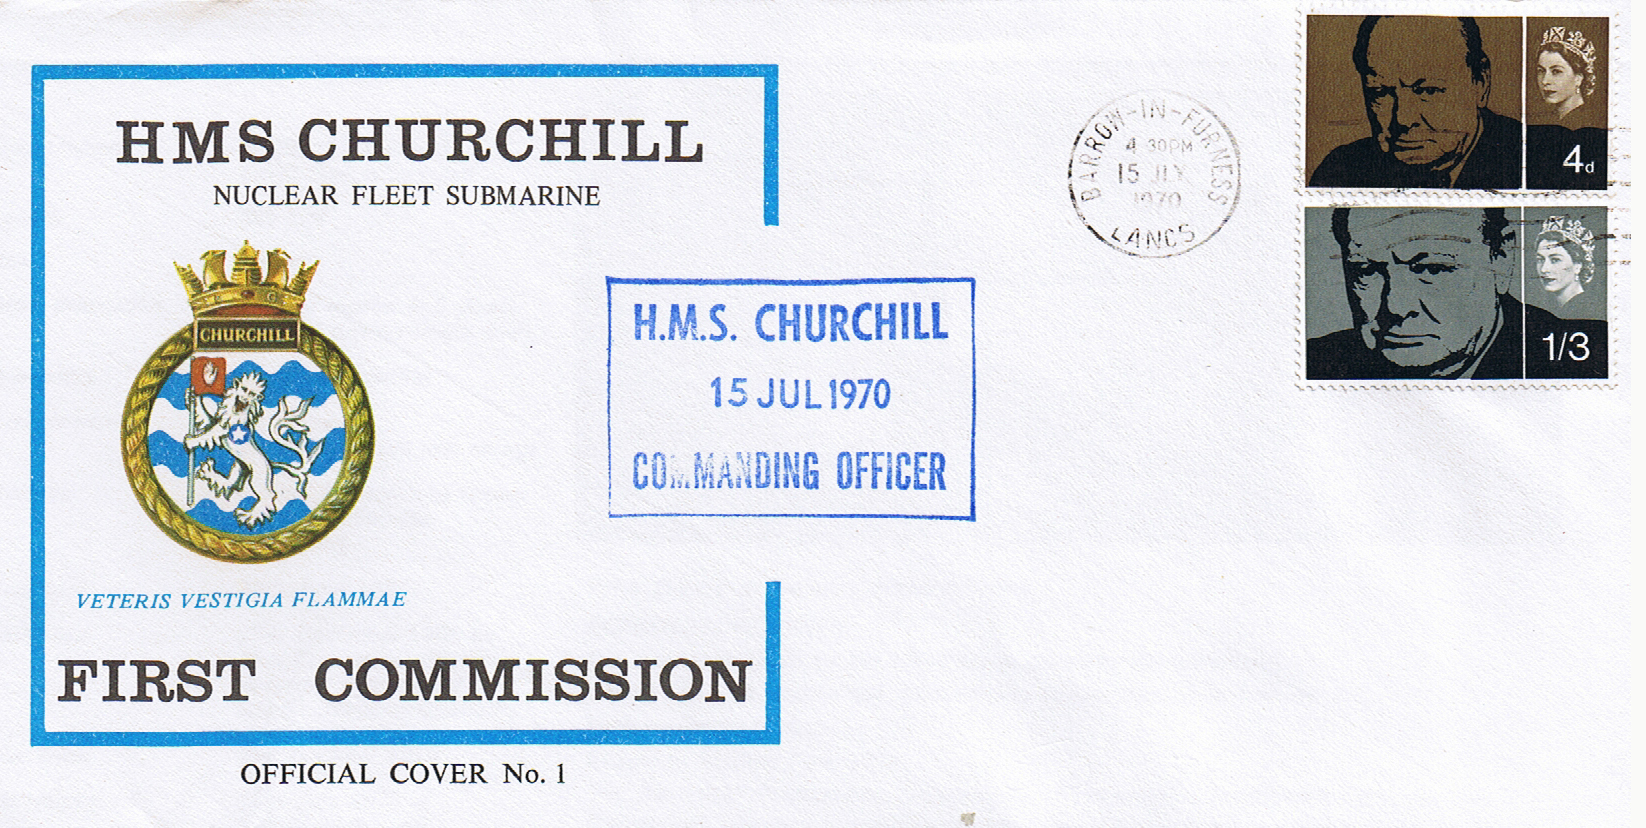 HMS CHURCHILL
NUCLEAR FLEET SUBMARINE
CHURCHILL
VETERIS VESTIGIA FLAMMAE
FIRST COMMISSION
OFFICIAL COVER No. 1
H.M.S. CHURCHILL
15 JUL 1970
COMMANDING OFFICER
BARROW-IN-FURNESS
4 30PM
15 JLY
1970
LANCS
4d
1/3